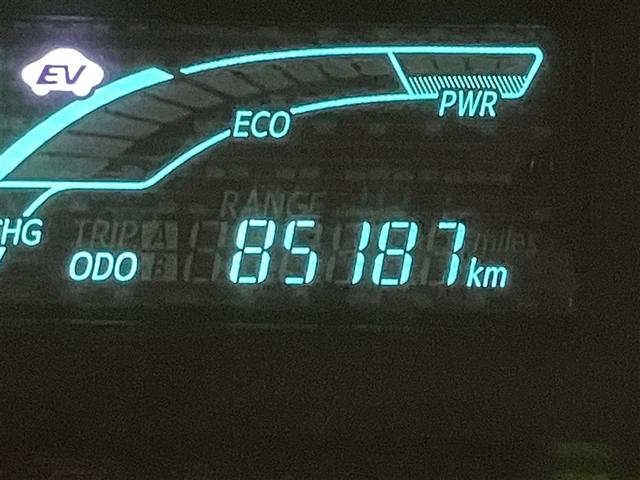 EV
PWR
ECO
RANGE
CHG
TRIP A /miles
ODO B 85187 km